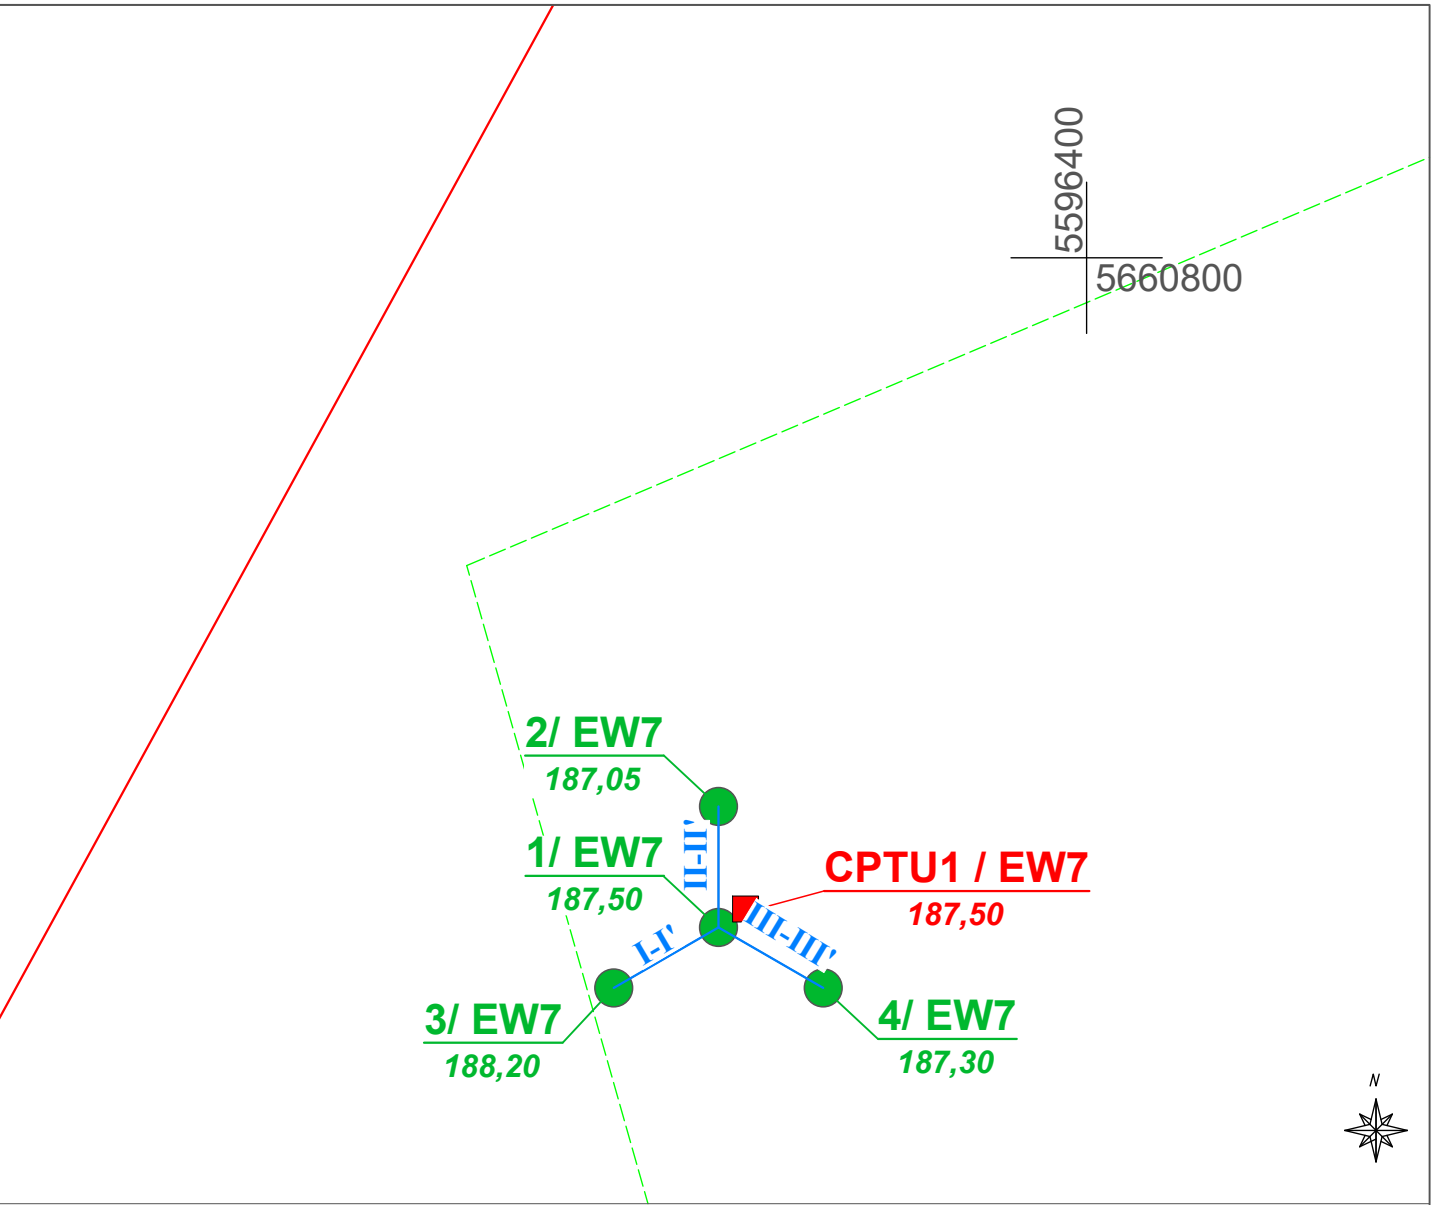 5596400
5660800
2/ EW7
187,05
II-II'
1/ EW7
187,50
CPTU1 / EW7
187,50
I-I'
III-III'
3/ EW7
188,20
4/ EW7
187,30
N